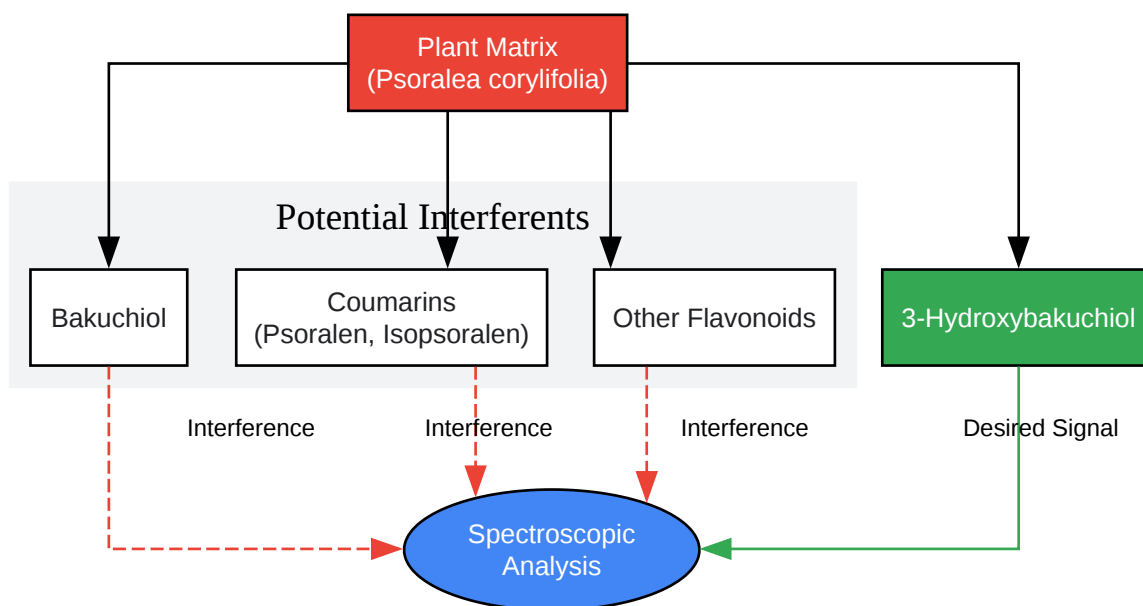 Plant Matrix
(Psoralea corylifolia)
Potential Interferents
Bakuchiol
Coumarins
(Psoralen, Isopsoralen)
Other Flavonoids
3-Hydroxybakuchiol
Interference
Interference
Interference
Desired Signal
Spectroscopic
Analysis